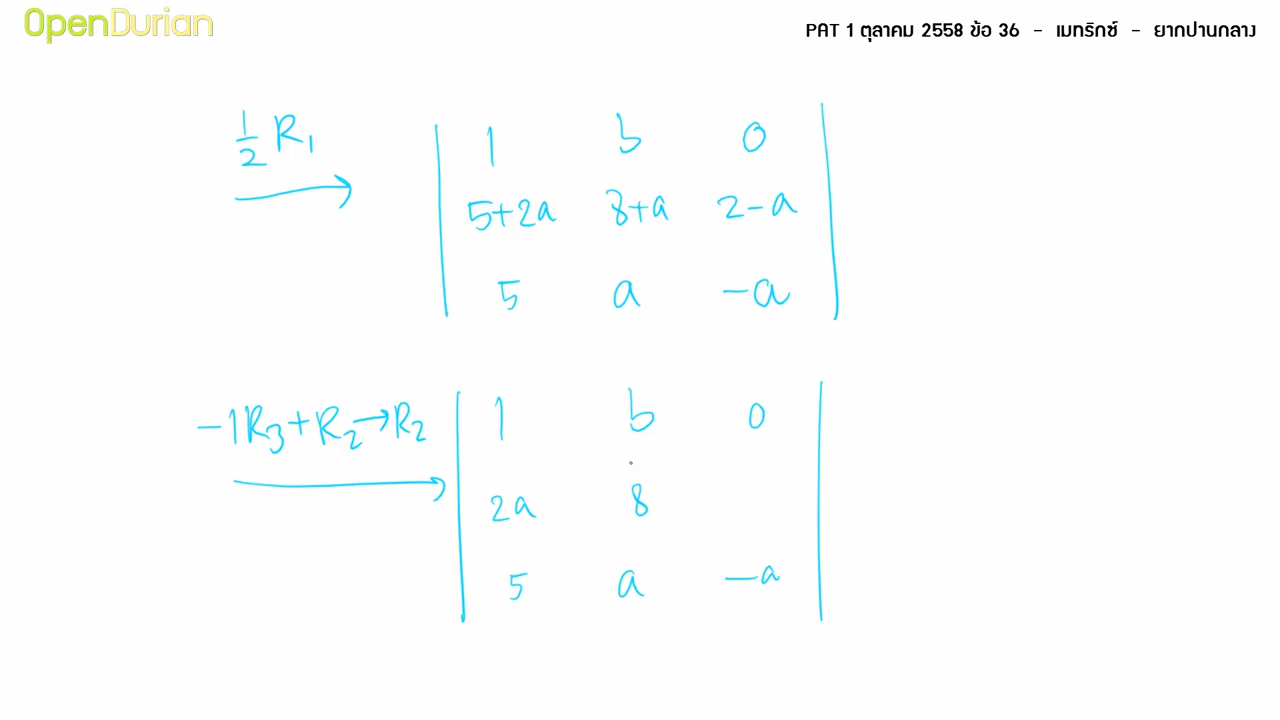 OpenDurian
PAT 1 ตุลาคม 2558 ข้อ 36 - เมทริกซ์ - ยากปานกลาง
1/2 R₁ →
| 1 b 0 |
| 5+2a 8+a 2-a |
| 5 a -a |
-1R₃+R₂→R₂ →
| 1 b 0 |
| 2a 8 |
| 5 a -a |